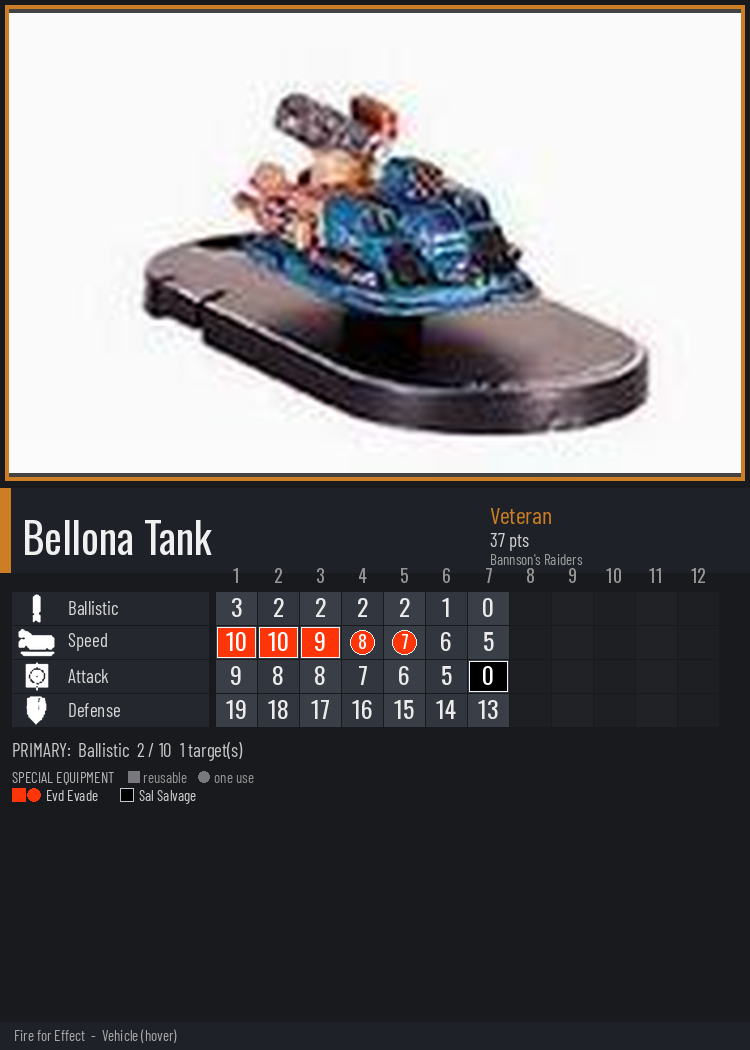 Bellona Tank
Veteran
37 pts
Bannson's Raiders
1 2 3 4 5 6 7 8 9 10 11 12
Ballistic 3 2 2 2 2 1 0
Speed 10 10 9 8 7 6 5
Attack 9 8 8 7 6 5 0
Defense 19 18 17 16 15 14 13
PRIMARY: Ballistic 2 / 10 1 target(s)
SPECIAL EQUIPMENT reusable one use
Evd Evade Sal Salvage
Fire for Effect - Vehicle (hover)